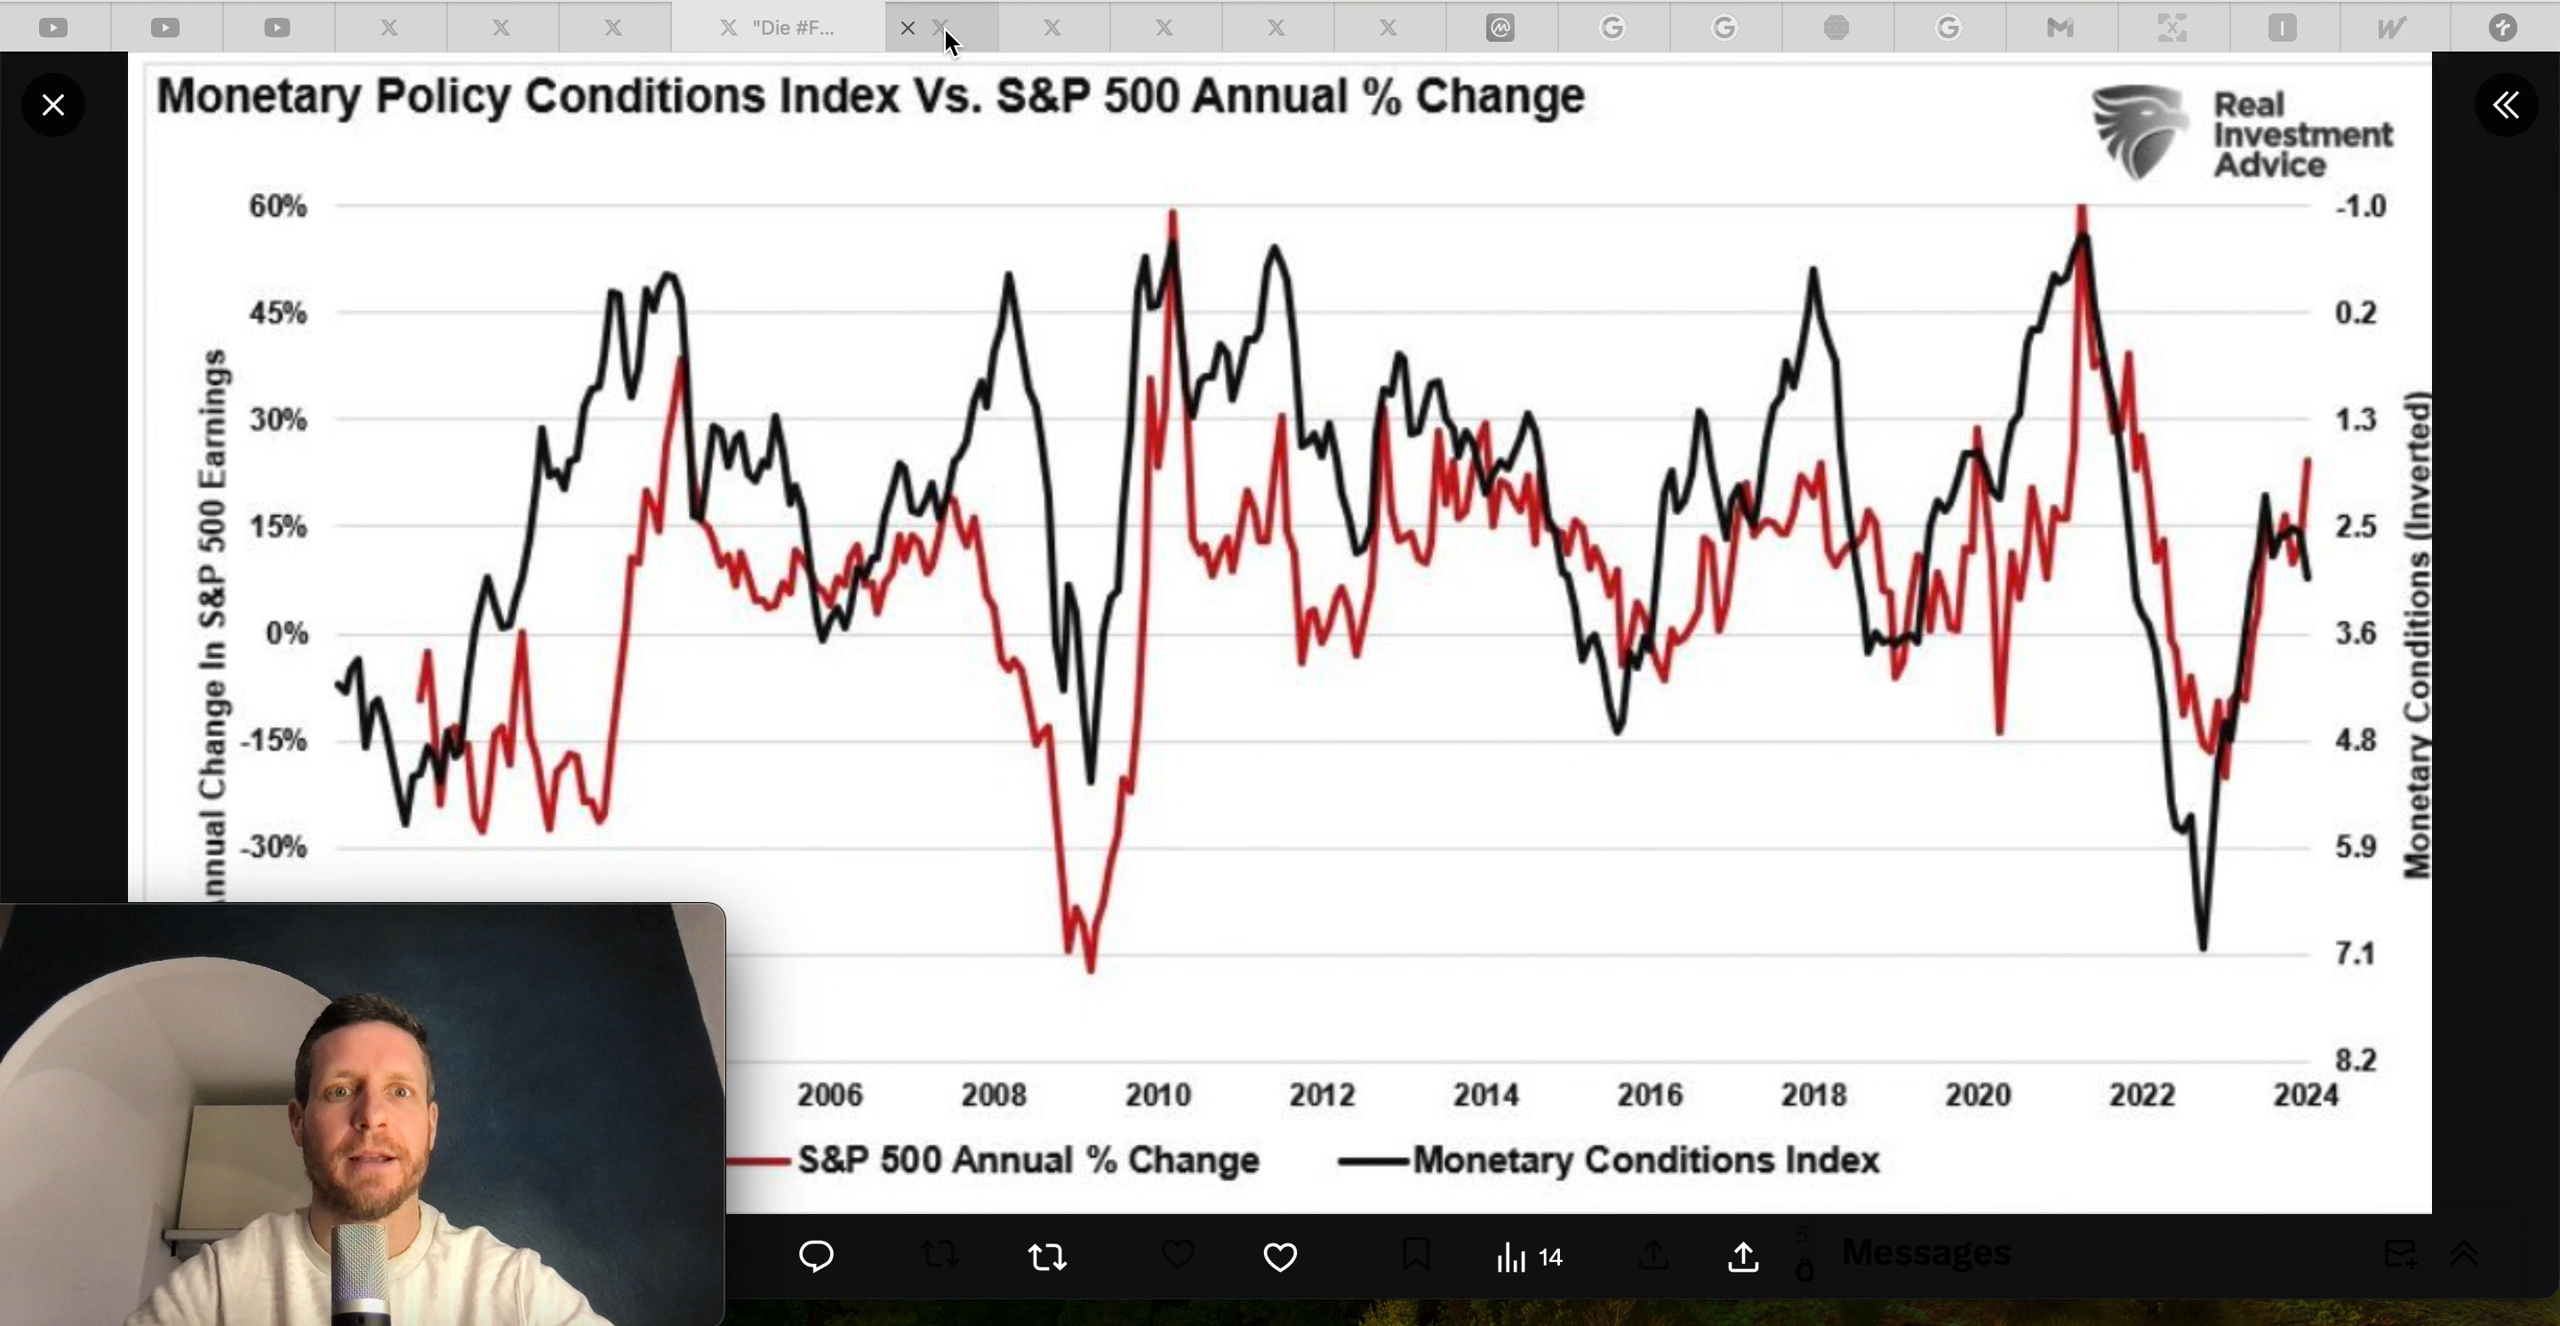 "Die #F...
Monetary Policy Conditions Index Vs. S&P 500 Annual % Change
Real
Investment
Advice
60%
45%
30%
15%
0%
-15%
-30%
Change In S&P 500 Earnings
-1.0
0.2
1.3
2.5
3.6
4.8
5.9
7.1
8.2
Monetary Conditions (Inverted)
2006 2008 2010 2012 2014 2016 2018 2020 2022 2024
S&P 500 Annual % Change Monetary Conditions Index
14
5
Ö
Messages